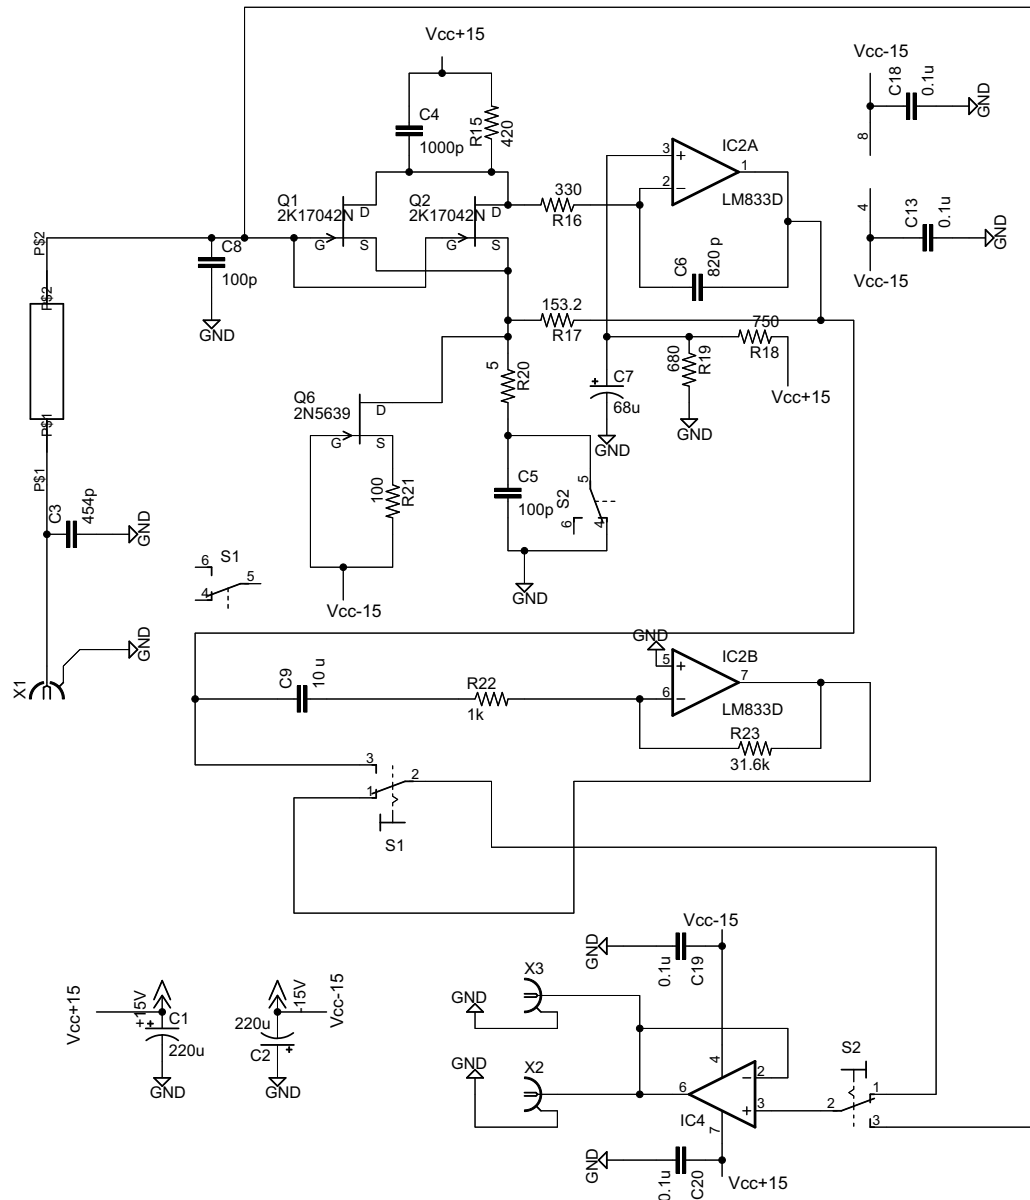 Vcc+15
Vcc-15
C4
1000p
R15
420
C18
0.1u
GND
8
IC2A
3
+
1
2
−
LM833D
4
C13
0.1u
GND
Vcc-15
Q1
2K17042N
D
G
S
Q2
2K17042N
D
G
S
330
R16
C6
820 p
P$2
P$2
C8
100p
GND
153.2
R17
750
R18
680
R19
Vcc+15
GND
5
R20
C7
+
68u
GND
Q6
2N5639
D
G
S
100
R21
Vcc-15
C5
100p
S2
5
6
4
GND
P$1
P$1
C3
454p
GND
S1
6
5
4
GND
X1
GND
IC2B
5
+
7
6
−
LM833D
C9
10 u
R22
1k
R23
31.6k
3
2
1
S1
Vcc-15
GND
0.1u
C19
X3
GND
X2
GND
4
2
−
6
3
+
IC4
7
S2
1
2
3
GND
0.1u
C20
Vcc+15
Vcc+15
+15V
+
C1
220u
GND
-15V
220u
Vcc-15
C2
+
GND